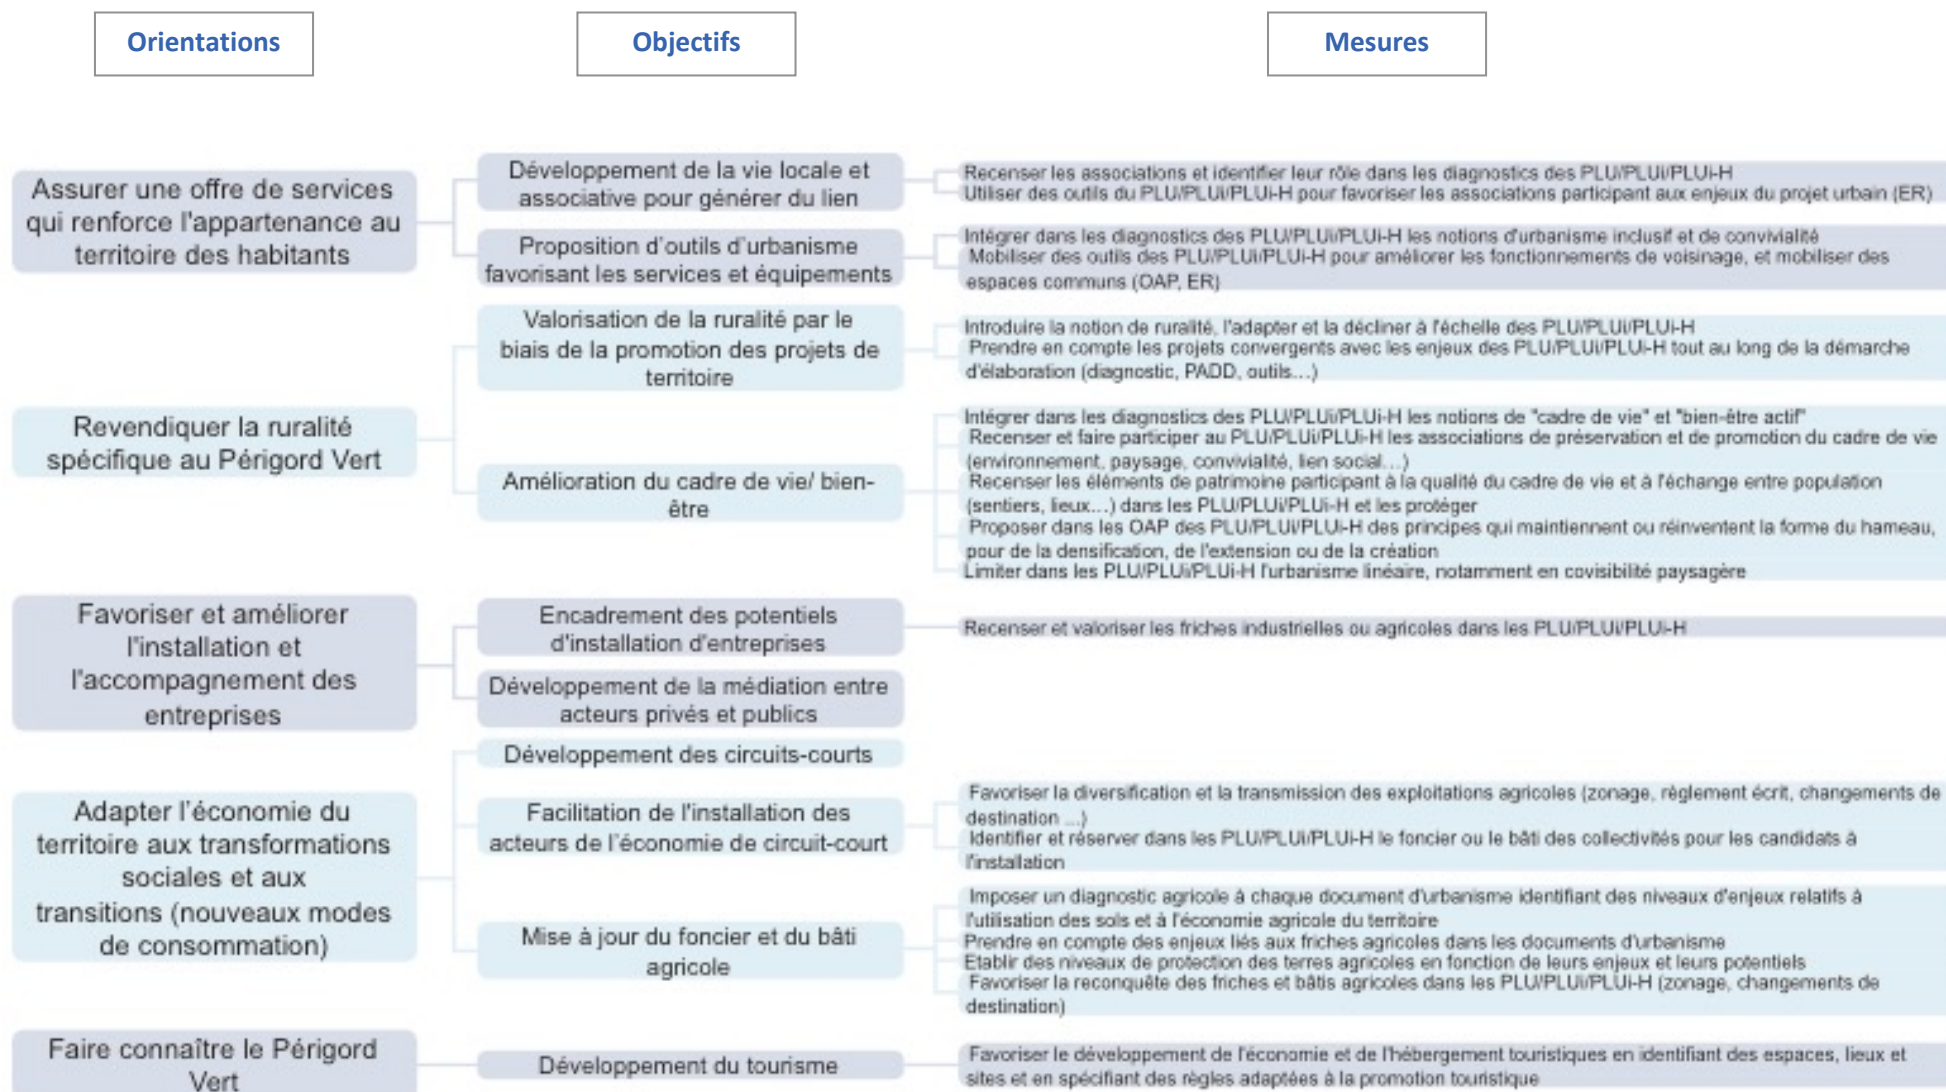 Orientations
Objectifs
Mesures
Assurer une offre de services
qui renforce l'appartenance au
territoire des habitants
Développement de la vie locale et
associative pour générer du lien
Recenser les associations et identifier leur rôle dans les diagnostics des PLU/PLUi/PLUi-H
Utiliser des outils du PLU/PLUi/PLUi-H pour favoriser les associations participant aux enjeux du projet urbain (ER)
Proposition d'outils d'urbanisme
favorisant les services et équipements
Intégrer dans les diagnostics des PLU/PLUi/PLUi-H les notions d'urbanisme inclusif et de convivialité
Mobiliser des outils des PLU/PLUi/PLUi-H pour améliorer les fonctionnements de voisinage, et mobiliser des
espaces communs (OAP, ER)
Revendiquer la ruralité
spécifique au Périgord Vert
Valorisation de la ruralité par le
biais de la promotion des projets de
territoire
Introduire la notion de ruralité, l'adapter et la décliner à l'échelle des PLU/PLUi/PLUi-H
Prendre en compte les projets convergents avec les enjeux des PLU/PLUi/PLUi-H tout au long de la démarche
d'élaboration (diagnostic, PADD, outils...)
Amélioration du cadre de vie/ bien-
être
Intégrer dans les diagnostics des PLU/PLUi/PLUi-H les notions de "cadre de vie" et "bien-être actif"
Recenser et faire participer au PLU/PLUi/PLUi-H les associations de préservation et de promotion du cadre de vie
(environnement, paysage, convivialité, lien social...)
Recenser les éléments de patrimoine participant à la qualité du cadre de vie et à l'échange entre population
(sentiers, lieux...) dans les PLU/PLUi/PLUi-H et les protéger
Proposer dans les OAP des PLU/PLUi/PLUi-H des principes qui maintiennent ou réinventent la forme du hameau,
pour de la densification, de l'extension ou de la création
Limiter dans les PLU/PLUi/PLUi-H l'urbanisme linéaire, notamment en covisibilité paysagère
Favoriser et améliorer
l'installation et
l'accompagnement des
entreprises
Encadrement des potentiels
d'installation d'entreprises
Recenser et valoriser les friches industrielles ou agricoles dans les PLU/PLUi/PLUi-H
Développement de la médiation entre
acteurs privés et publics
Adapter l'économie du
territoire aux transformations
sociales et aux
transitions (nouveaux modes
de consommation)
Développement des circuits-courts
Facilitation de l'installation des
acteurs de l'économie de circuit-court
Favoriser la diversification et la transmission des exploitations agricoles (zonage, règlement écrit, changements de
destination ...)
Identifier et réserver dans les PLU/PLUi/PLUi-H le foncier ou le bâti des collectivités pour les candidats à
l'installation
Mise à jour du foncier et du bâti
agricole
Imposer un diagnostic agricole à chaque document d'urbanisme identifiant des niveaux d'enjeux relatifs à
l'utilisation des sols et à l'économie agricole du territoire
Prendre en compte des enjeux liés aux friches agricoles dans les documents d'urbanisme
Etablir des niveaux de protection des terres agricoles en fonction de leurs enjeux et leurs potentiels
Favoriser la reconquête des friches et bâtis agricoles dans les PLU/PLUi/PLUi-H (zonage, changements de
destination)
Faire connaître le Périgord
Vert
Développement du tourisme
Favoriser le développement de l'économie et de l'hébergement touristiques en identifiant des espaces, lieux et
sites et en spécifiant des règles adaptées à la promotion touristique